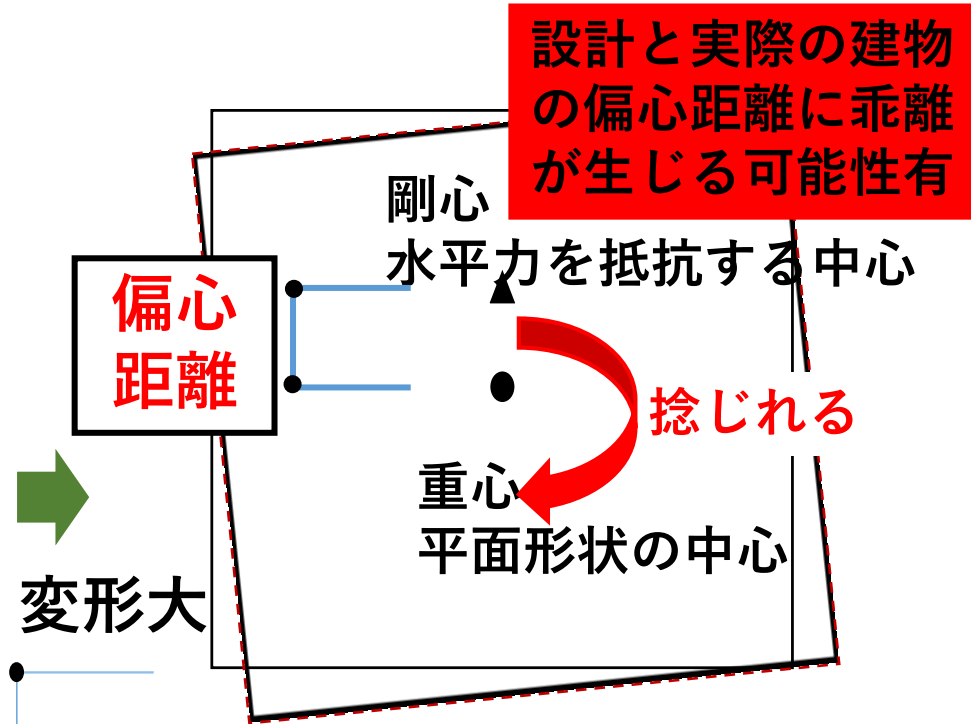 設計と実際の建物
の偏心距離に乖離
が生じる可能性有
剛心
水平力を抵抗する中心
偏心
距離
捻じれる
重心
平面形状の中心
変形大